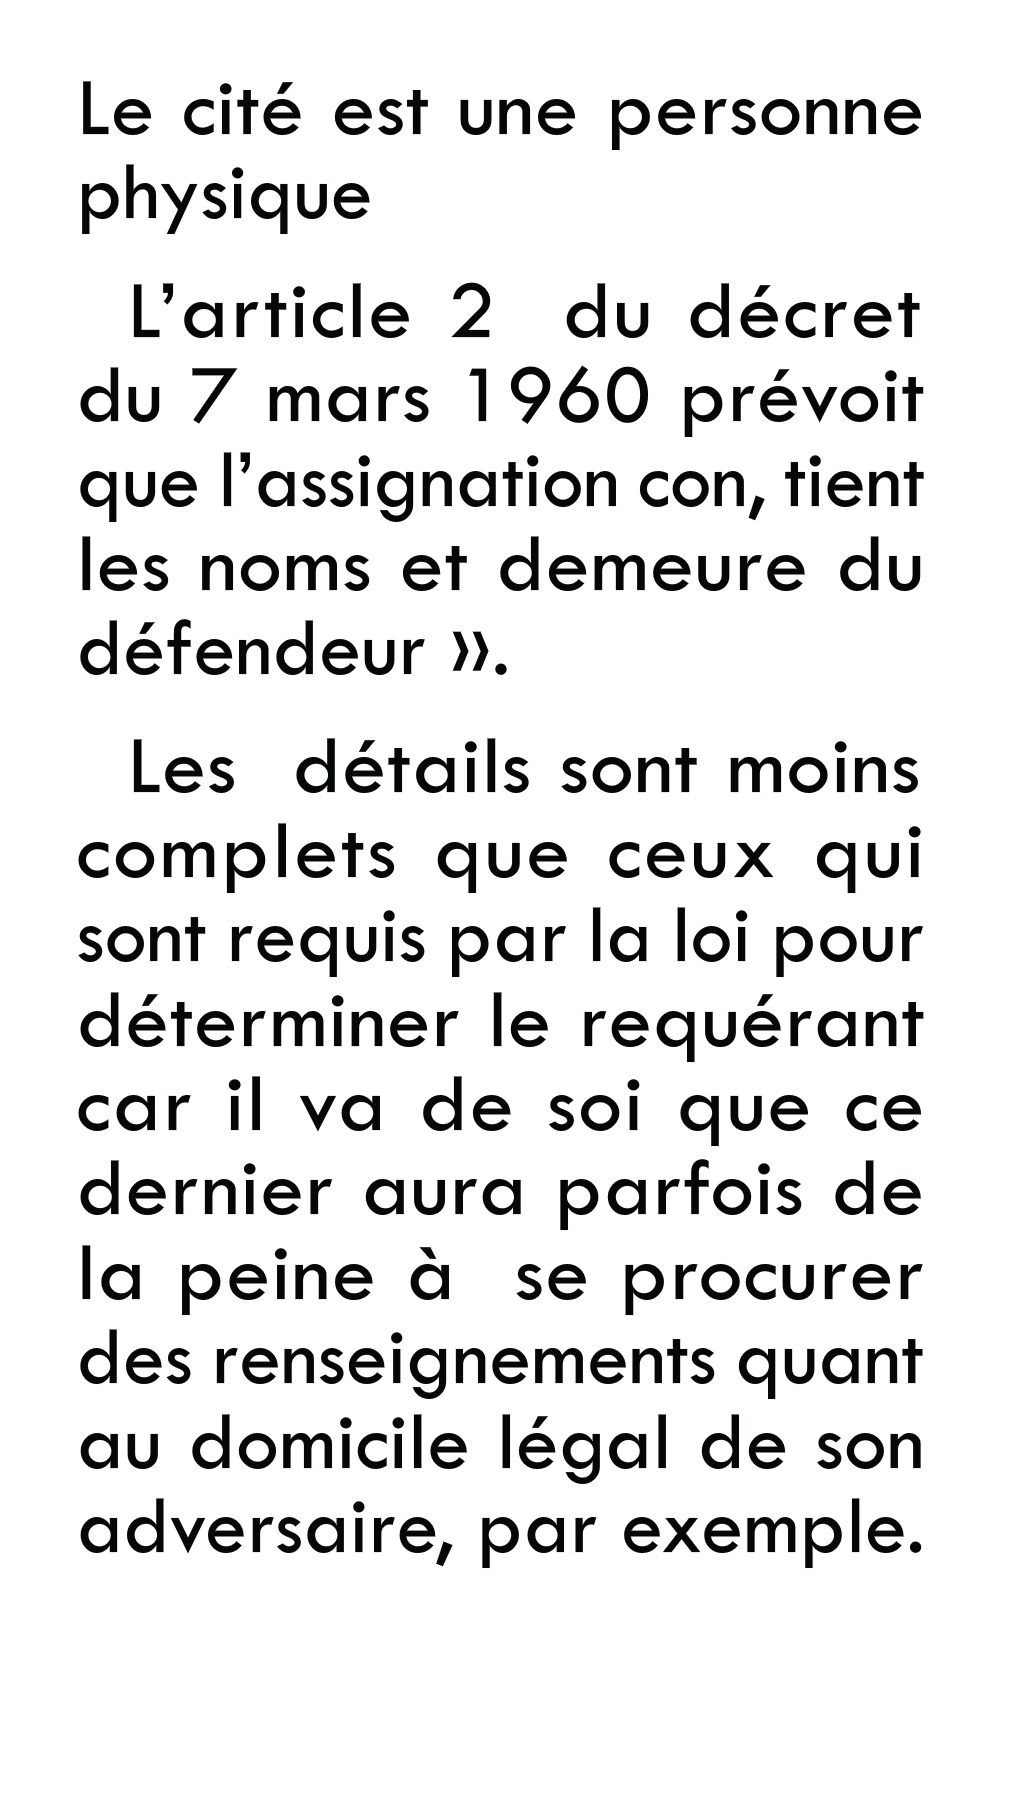 Le cité est une personne
physique
L’article 2 du décret
du 7 mars 1960 prévoit
que l’assignation con, tient
les noms et demeure du
défendeur ».
Les détails sont moins
complets que ceux qui
sont requis par la loi pour
déterminer le requérant
car il va de soi que ce
dernier aura parfois de
la peine à se procurer
des renseignements quant
au domicile légal de son
adversaire, par exemple.